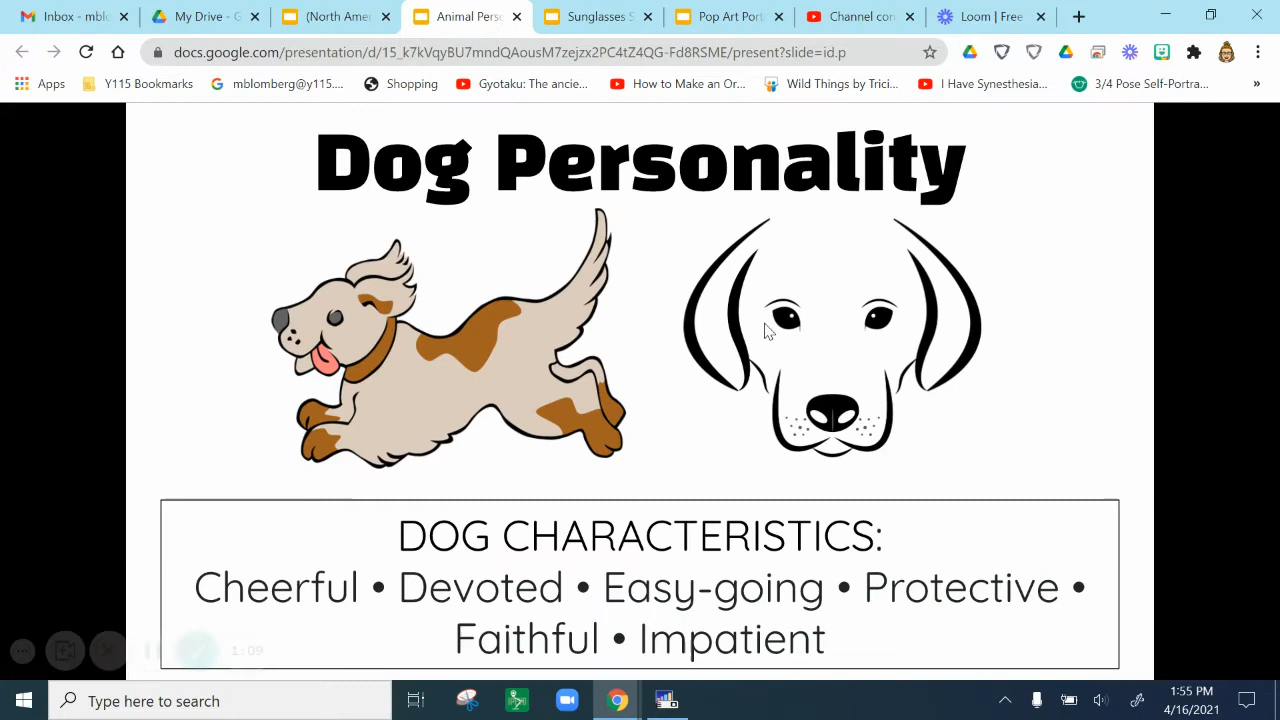 Inbox - mblo
My Drive -
(North Amer
Animal Pers
Sunglasses S
Pop Art Port
Channel con
Loom | Free
docs.google.com/presentation/d/15_k7kVqyBU7mndQAousM7zejzx2PC4tZ4QG-Fd8RSME/present?slide=id.p
Apps
Y115 Bookmarks
mblomberg@y115....
Shopping
Gyotaku: The ancie...
How to Make an Or...
Wild Things by Trici...
I Have Synesthesia...
3/4 Pose Self-Portra...
»
Dog Personality
DOG CHARACTERISTICS:
Cheerful • Devoted • Easy-going • Protective •
Faithful • Impatient
1:09
Type here to search
1:55 PM
4/16/2021